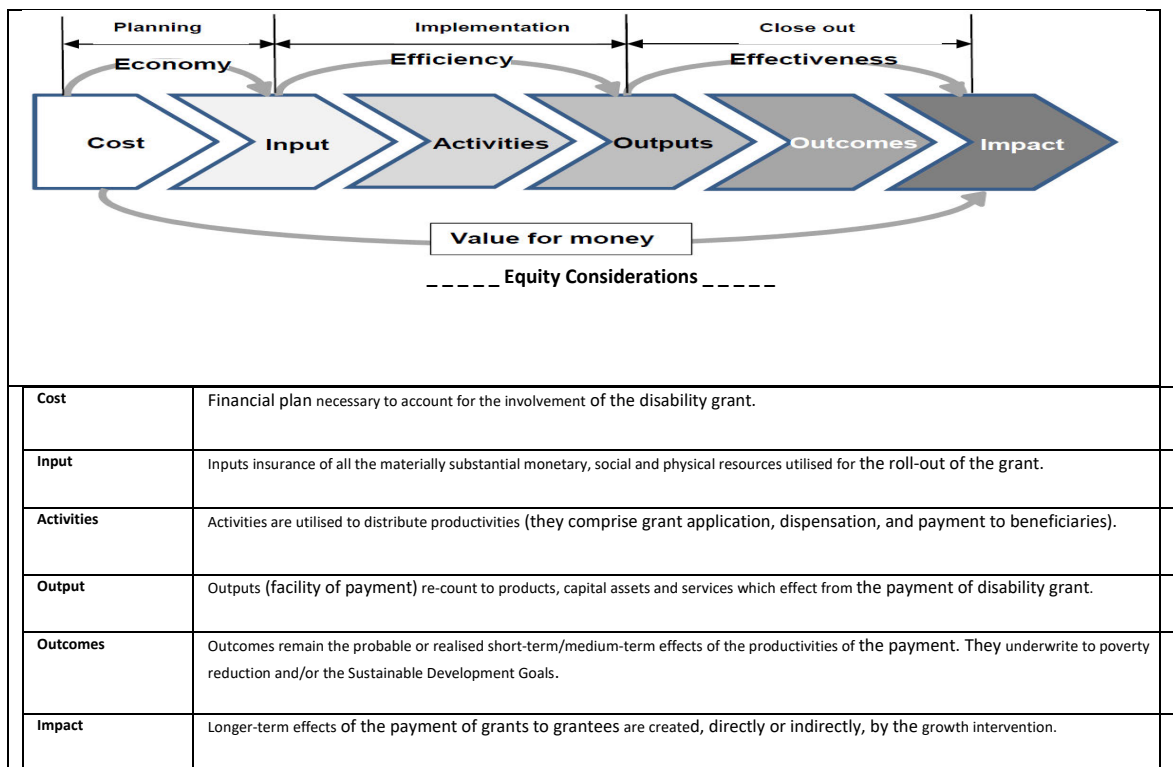 Planning Implementation Close out
Economy Efficiency Effectiveness
Cost Input Activities Outputs Outcomes Impact
Value for money
_ _ _ _ _ Equity Considerations _ _ _ _ _
Cost Financial plan necessary to account for the involvement of the disability grant.
Input Inputs insurance of all the materially substantial monetary, social and physical resources utilised for the roll-out of the grant.
Activities Activities are utilised to distribute productivities (they comprise grant application, dispensation, and payment to beneficiaries).
Output Outputs (facility of payment) re-count to products, capital assets and services which effect from the payment of disability grant.
Outcomes Outcomes remain the probable or realised short-term/medium-term effects of the productivities of the payment. They underwrite to poverty
reduction and/or the Sustainable Development Goals.
Impact Longer-term effects of the payment of grants to grantees are created, directly or indirectly, by the growth intervention.